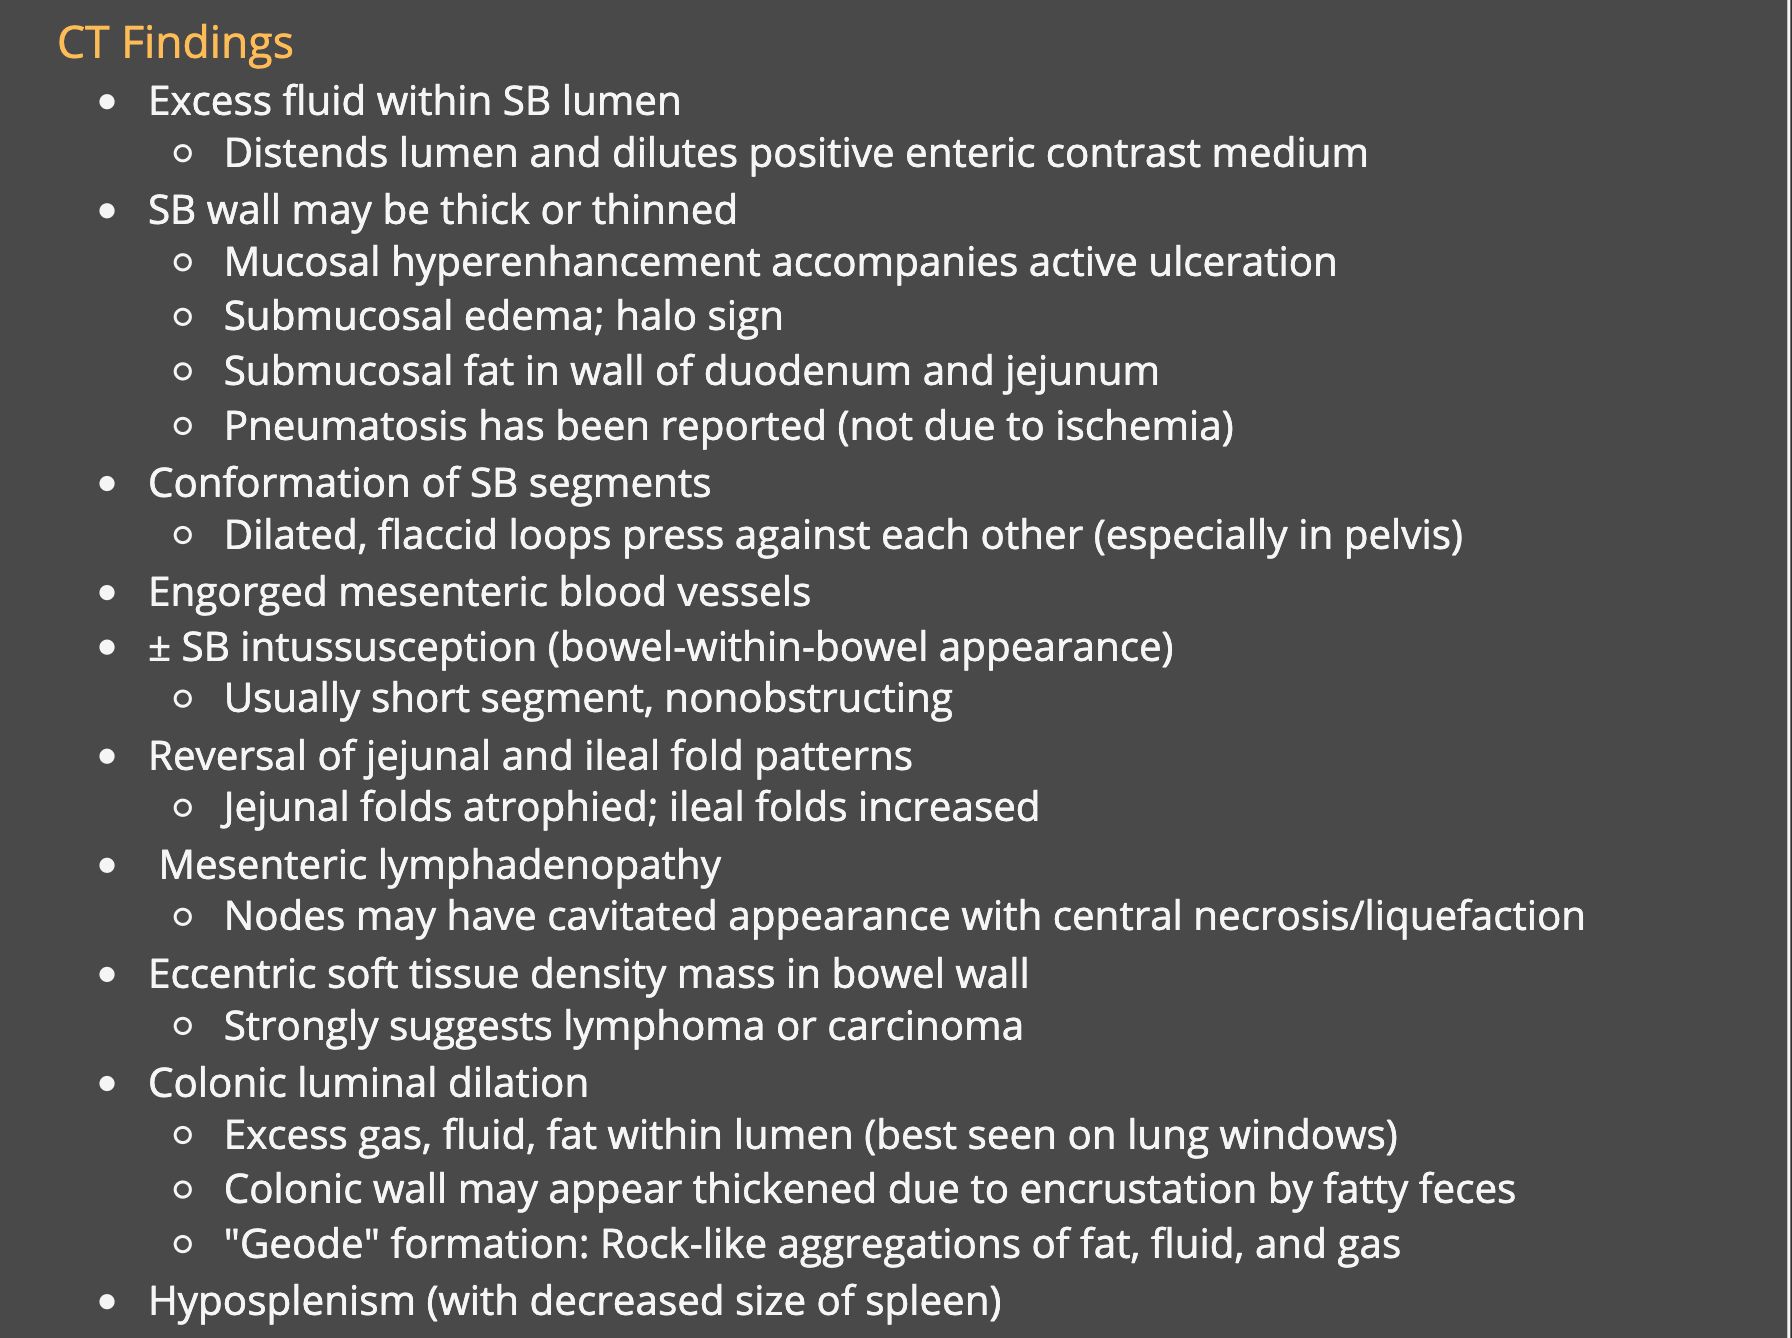 CT Findings
• Excess fluid within SB lumen
○ Distends lumen and dilutes positive enteric contrast medium
• SB wall may be thick or thinned
○ Mucosal hyperenhancement accompanies active ulceration
○ Submucosal edema; halo sign
○ Submucosal fat in wall of duodenum and jejunum
○ Pneumatosis has been reported (not due to ischemia)
• Conformation of SB segments
○ Dilated, flaccid loops press against each other (especially in pelvis)
• Engorged mesenteric blood vessels
• ± SB intussusception (bowel-within-bowel appearance)
○ Usually short segment, nonobstructing
• Reversal of jejunal and ileal fold patterns
○ Jejunal folds atrophied; ileal folds increased
• Mesenteric lymphadenopathy
○ Nodes may have cavitated appearance with central necrosis/liquefaction
• Eccentric soft tissue density mass in bowel wall
○ Strongly suggests lymphoma or carcinoma
• Colonic luminal dilation
○ Excess gas, fluid, fat within lumen (best seen on lung windows)
○ Colonic wall may appear thickened due to encrustation by fatty feces
○ "Geode" formation: Rock-like aggregations of fat, fluid, and gas
• Hyposplenism (with decreased size of spleen)